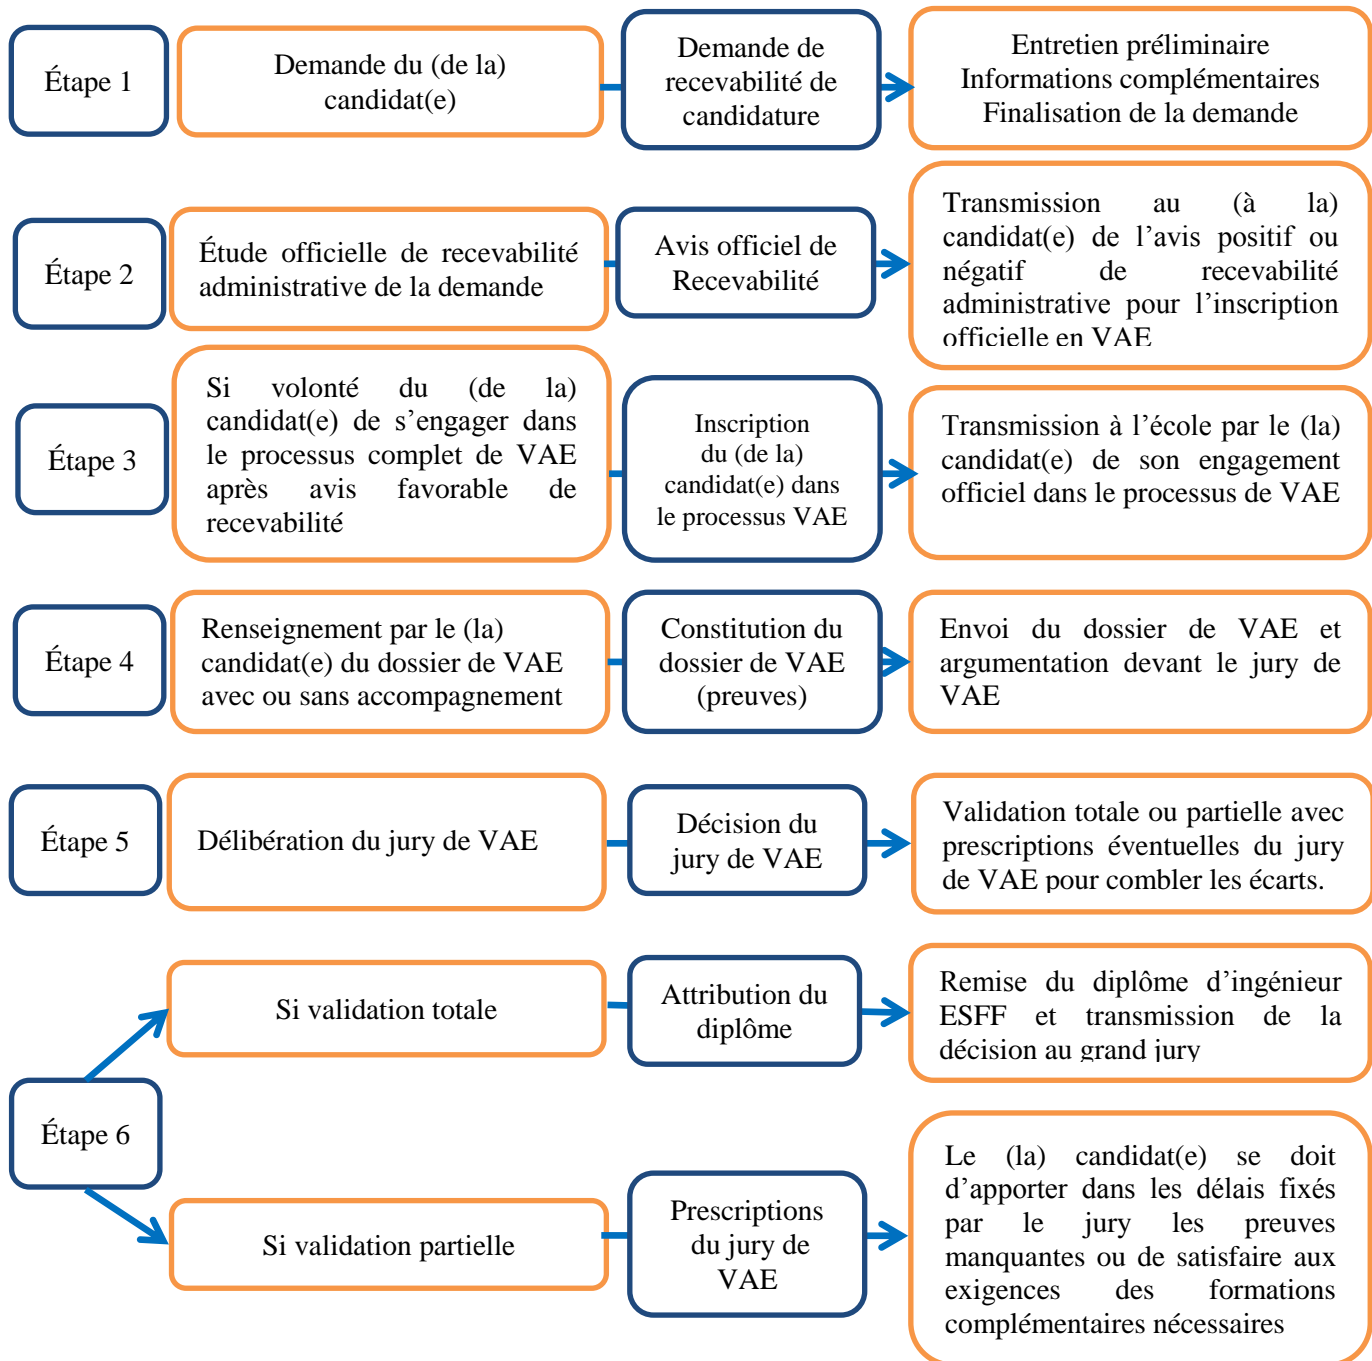 Étape 1
Demande du (de la)
candidat(e)
Demande de
recevabilité de
candidature
Entretien préliminaire
Informations complémentaires
Finalisation de la demande
Étape 2
Étude officielle de recevabilité
administrative de la demande
Avis officiel de
Recevabilité
Transmission au (à la)
candidat(e) de l’avis positif ou
négatif de recevabilité
administrative pour l’inscription
officielle en VAE
Étape 3
Si volonté du (de la)
candidat(e) de s’engager dans
le processus complet de VAE
après avis favorable de
recevabilité
Inscription
du (de la)
candidat(e) dans
le processus VAE
Transmission à l’école par le (la)
candidat(e) de son engagement
officiel dans le processus de VAE
Étape 4
Renseignement par le (la)
candidat(e) du dossier de VAE
avec ou sans accompagnement
Constitution du
dossier de VAE
(preuves)
Envoi du dossier de VAE et
argumentation devant le jury de
VAE
Étape 5
Délibération du jury de VAE
Décision du
jury de VAE
Validation totale ou partielle avec
prescriptions éventuelles du jury
de VAE pour combler les écarts.
Étape 6
Si validation totale
Attribution du
diplôme
Remise du diplôme d’ingénieur
ESFF et transmission de la
décision au grand jury
Si validation partielle
Prescriptions
du jury de
VAE
Le (la) candidat(e) se doit
d’apporter dans les délais fixés
par le jury les preuves
manquantes ou de satisfaire aux
exigences des formations
complémentaires nécessaires